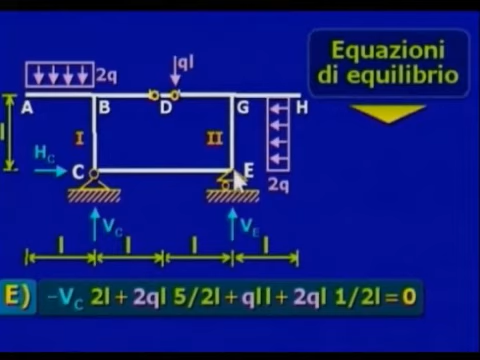 Equazioni
di equilibrio
2q
ql
A
B
D
G
H
l
I
II
H_C
C
E
2q
V_C
V_E
l
l
l
l
E) -V_C 2l + 2ql 5/2l + ql l + 2ql 1/2l = 0